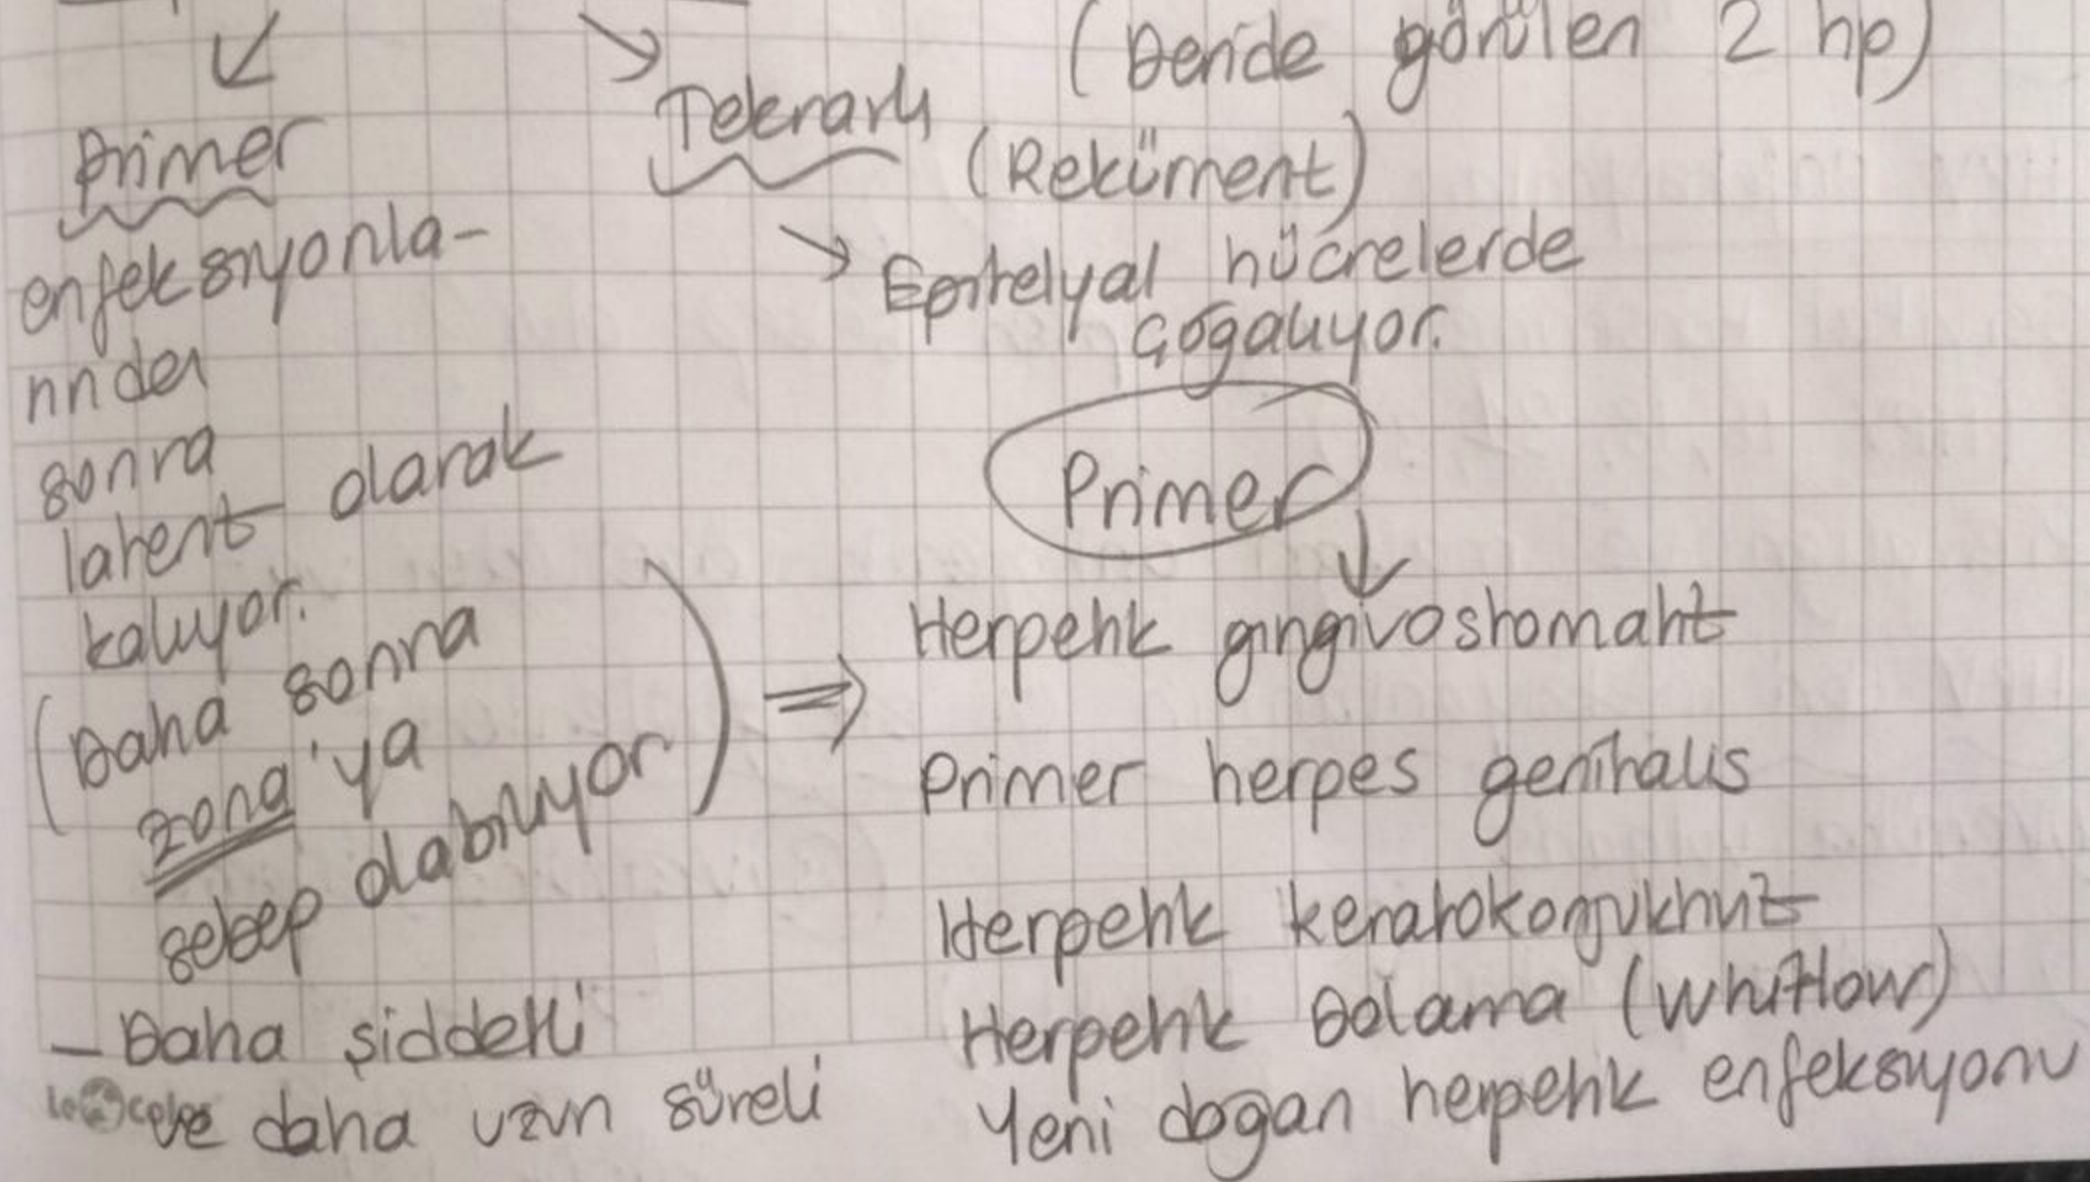 (Deride görülen 2 tip)
Primer
enfeksiyonla-
rından
sonra
latent olarak
kalıyor.
(Daha sonra
zona'ya
sebep olabiliyor)
- Daha şiddetli
ve daha uzun süreli
Tekrarlı
(Rekürrent)
→ Epitelyal hücrelerde
çoğalıyor.
Primer
⇒ Herpetik gingivostomatit
Primer herpes genitalis
Herpetik keratokonjuktivit
Herpetik Dolama (Whitlow)
Yeni doğan herpetik enfeksiyonu